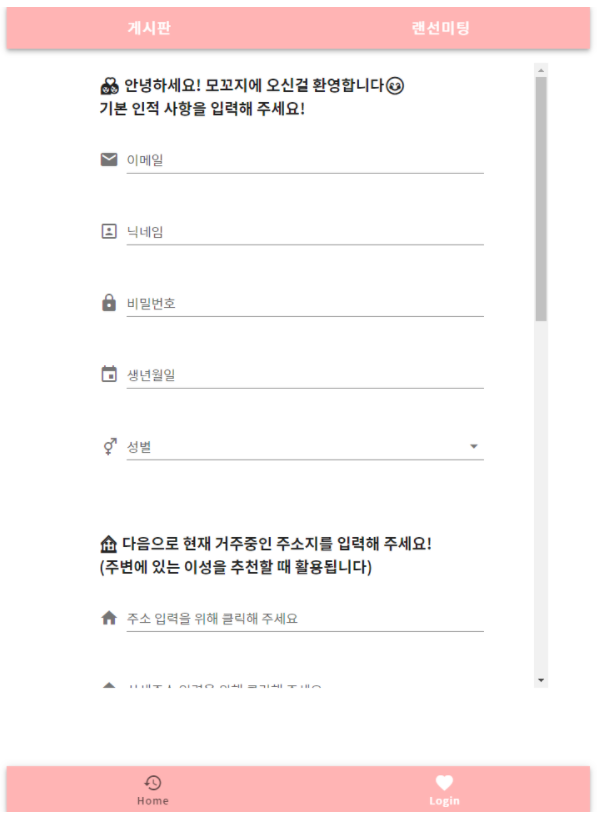 게시판
랜선미팅
안녕하세요! 모꼬지에 오신걸 환영합니다
기본 인적 사항을 입력해 주세요!
이메일
닉네임
비밀번호
생년월일
성별
다음으로 현재 거주중인 주소지를 입력해 주세요!
(주변에 있는 이성을 추천할 때 활용됩니다)
주소 입력을 위해 클릭해 주세요
Home
Login